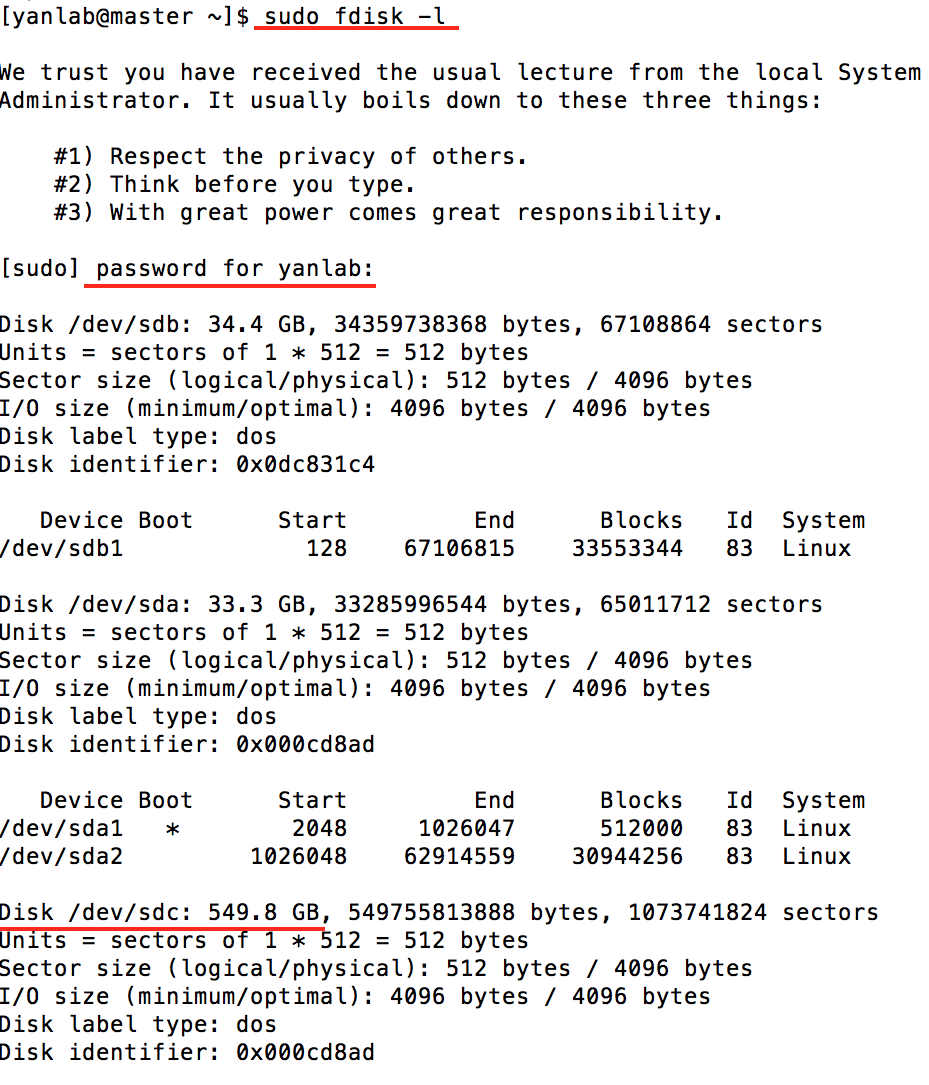 [yanlab@master ~]$ sudo fdisk -l
We trust you have received the usual lecture from the local System
Administrator. It usually boils down to these three things:
#1) Respect the privacy of others.
#2) Think before you type.
#3) With great power comes great responsibility.
[sudo] password for yanlab:
Disk /dev/sdb: 34.4 GB, 34359738368 bytes, 67108864 sectors
Units = sectors of 1 * 512 = 512 bytes
Sector size (logical/physical): 512 bytes / 4096 bytes
I/O size (minimum/optimal): 4096 bytes / 4096 bytes
Disk label type: dos
Disk identifier: 0x0dc831c4
Device Boot Start End Blocks Id System
/dev/sdb1 128 67106815 33553344 83 Linux
Disk /dev/sda: 33.3 GB, 33285996544 bytes, 65011712 sectors
Units = sectors of 1 * 512 = 512 bytes
Sector size (logical/physical): 512 bytes / 4096 bytes
I/O size (minimum/optimal): 4096 bytes / 4096 bytes
Disk label type: dos
Disk identifier: 0x000cd8ad
Device Boot Start End Blocks Id System
/dev/sda1 * 2048 1026047 512000 83 Linux
/dev/sda2 1026048 62914559 30944256 83 Linux
Disk /dev/sdc: 549.8 GB, 549755813888 bytes, 1073741824 sectors
Units = sectors of 1 * 512 = 512 bytes
Sector size (logical/physical): 512 bytes / 4096 bytes
I/O size (minimum/optimal): 4096 bytes / 4096 bytes
Disk label type: dos
Disk identifier: 0x000cd8ad